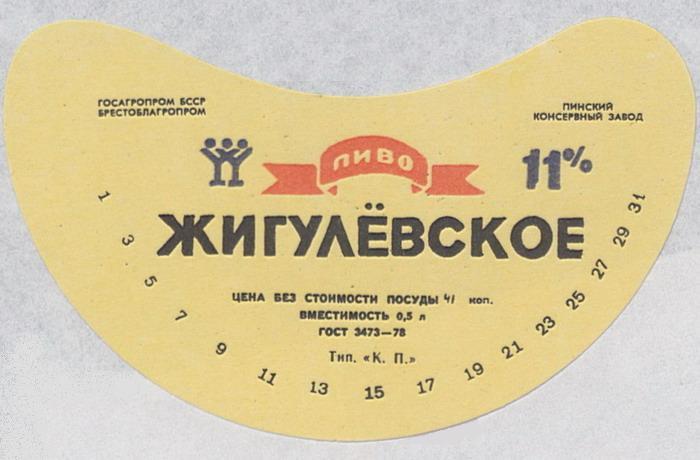 ГОСАГРОПРОМ БССР
БРЕСТОБЛАГРОПРОМ
ПИНСКИЙ
КОНСЕРВНЫЙ ЗАВОД
ПИВО
11%
ЖИГУЛЁВСКОЕ
ЦЕНА БЕЗ СТОИМОСТИ ПОСУДЫ 41 коп.
ВМЕСТИМОСТЬ 0,5 л
ГОСТ 3473—78
Тип. «К. П.»
1 3 5 7 9 11 13 15 17 19 21 23 25 27 29 31